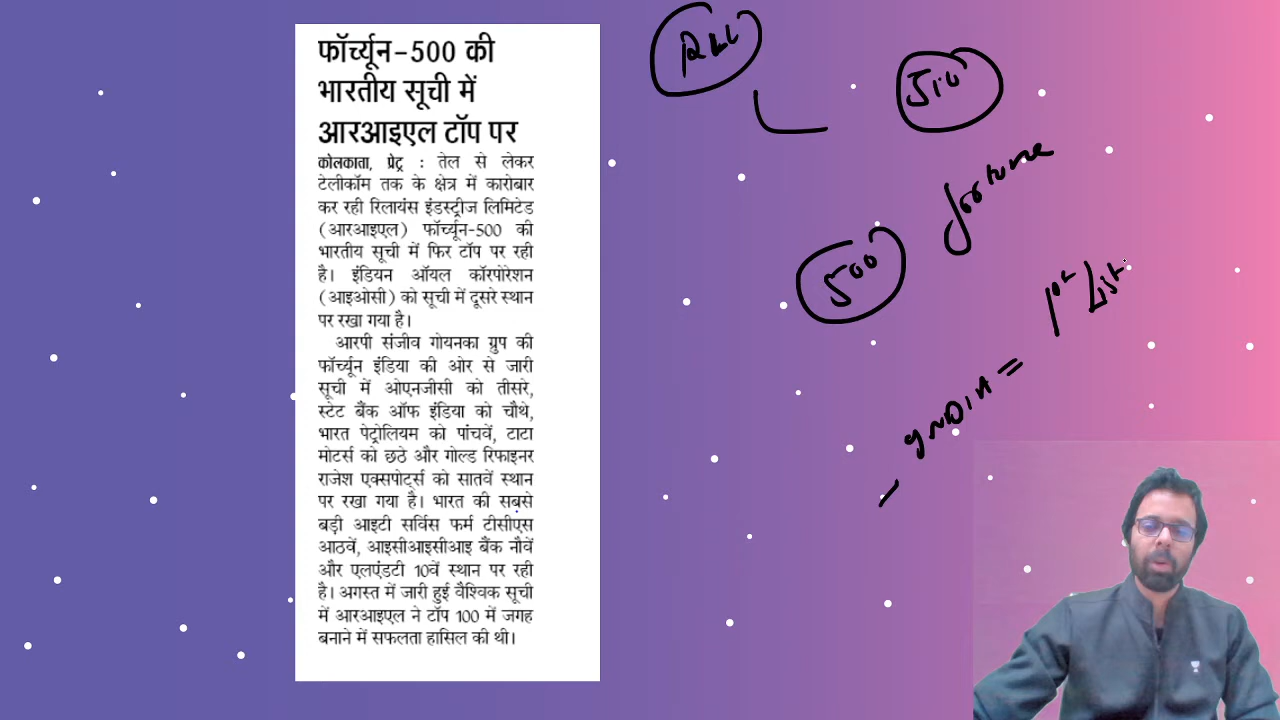 फॉर्च्यून-500 की
भारतीय सूची में
आरआइएल टॉप पर
कोलकाता, प्रेट्र : तेल से लेकर
टेलीकॉम तक के क्षेत्र में कारोबार
कर रही रिलायंस इंडस्ट्रीज लिमिटेड
(आरआइएल) फॉर्च्यून-500 की
भारतीय सूची में फिर टॉप पर रही
है। इंडियन ऑयल कॉरपोरेशन
(आइओसी) को सूची में दूसरे स्थान
पर रखा गया है।
आरपी संजीव गोयनका ग्रुप की
फॉर्च्यून इंडिया की ओर से जारी
सूची में ओएनजीसी को तीसरे,
स्टेट बैंक ऑफ इंडिया को चौथे,
भारत पेट्रोलियम को पांचवें, टाटा
मोटर्स को छठे और गोल्ड रिफाइनर
राजेश एक्सपोर्ट्स को सातवें स्थान
पर रखा गया है। भारत की सबसे
बड़ी आइटी सर्विस फर्म टीसीएस
आठवें, आइसीआइसीआइ बैंक नौवें
और एलएंडटी 10वें स्थान पर रही
है। अगस्त में जारी हुई वैश्विक सूची
में आरआइएल ने टॉप 100 में जगह
बनाने में सफलता हासिल की थी।
RIL
Jio
fortune
500
List
INDIA =